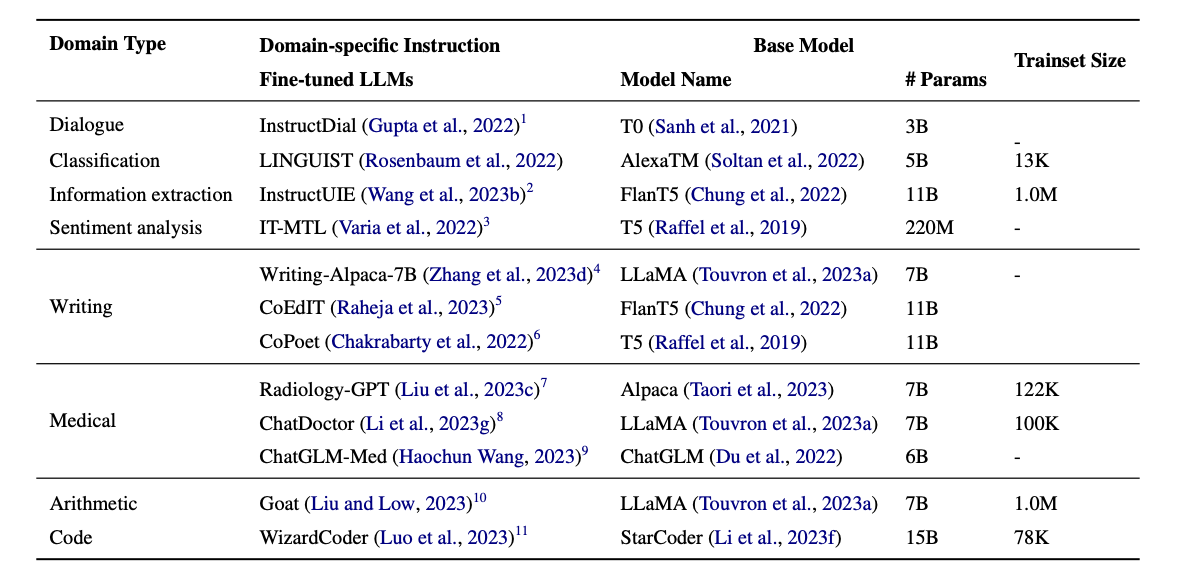 Domain Type Domain-specific Instruction Base Model Trainset Size
Fine-tuned LLMs Model Name # Params
Dialogue InstructDial (Gupta et al., 2022)1 T0 (Sanh et al., 2021) 3B -
Classification LINGUIST (Rosenbaum et al., 2022) AlexaTM (Soltan et al., 2022) 5B 13K
Information extraction InstructUIE (Wang et al., 2023b)2 FlanT5 (Chung et al., 2022) 11B 1.0M
Sentiment analysis IT-MTL (Varia et al., 2022)3 T5 (Raffel et al., 2019) 220M -
Writing-Alpaca-7B (Zhang et al., 2023d)4 LLaMA (Touvron et al., 2023a) 7B -
Writing CoEdIT (Raheja et al., 2023)5 FlanT5 (Chung et al., 2022) 11B
CoPoet (Chakrabarty et al., 2022)6 T5 (Raffel et al., 2019) 11B
Radiology-GPT (Liu et al., 2023c)7 Alpaca (Taori et al., 2023) 7B 122K
Medical ChatDoctor (Li et al., 2023g)8 LLaMA (Touvron et al., 2023a) 7B 100K
ChatGLM-Med (Haochun Wang, 2023)9 ChatGLM (Du et al., 2022) 6B -
Arithmetic Goat (Liu and Low, 2023)10 LLaMA (Touvron et al., 2023a) 7B 1.0M
Code WizardCoder (Luo et al., 2023)11 StarCoder (Li et al., 2023f) 15B 78K